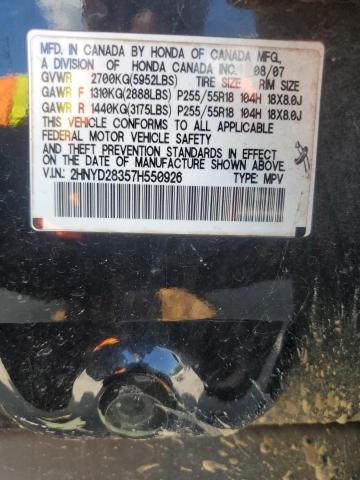 MFD. IN CANADA BY HONDA OF CANADA MFG.,
A DIVISION OF HONDA CANADA INC. 08/07
GVWR 2700KG(5952LBS) TIRE SIZE RIM SIZE
GAWR F 1310KG(2888LBS) P255/55R18 104H 18X8.0J
GAWR R 1440KG(3175LBS) P255/55R18 104H 18X8.0J
THIS VEHICLE CONFORMS TO ALL APPLICABLE
FEDERAL MOTOR VEHICLE SAFETY
AND THEFT PREVENTION STANDARDS IN EFFECT ON
THE DATE OF MANUFACTURE SHOWN ABOVE.
V.I.N: 2HNYD28357H550926 TYPE: MPV